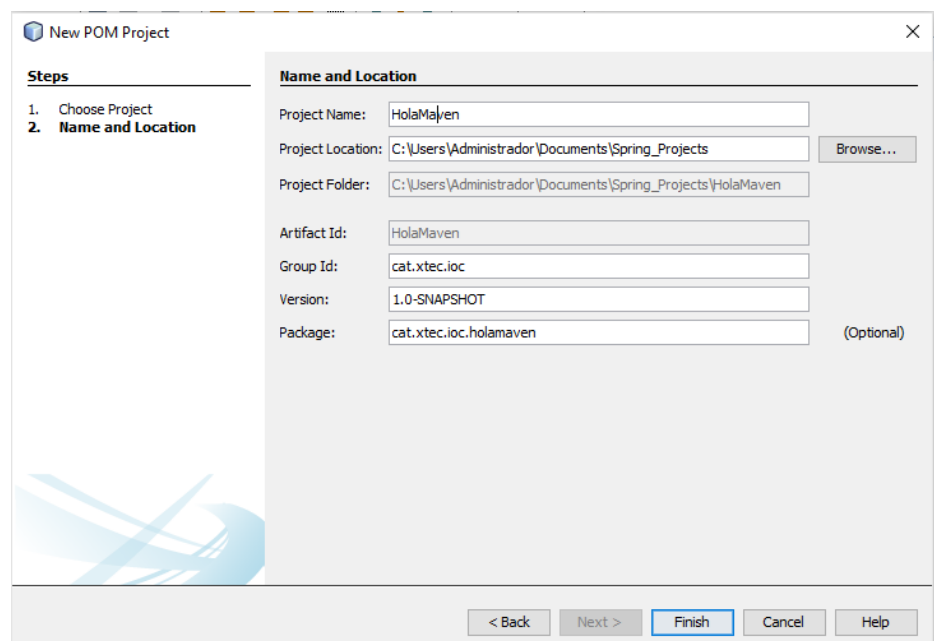 New POM Project
Steps
1. Choose Project
2. Name and Location
Name and Location
Project Name: HolaMaven
Project Location: C:\Users\Administrador\Documents\Spring_Projects Browse...
Project Folder: C:\Users\Administrador\Documents\Spring_Projects\HolaMaven
Artifact Id: HolaMaven
Group Id: cat.xtec.ioc
Version: 1.0-SNAPSHOT
Package: cat.xtec.ioc.holamaven (Optional)
< Back Next > Finish Cancel Help